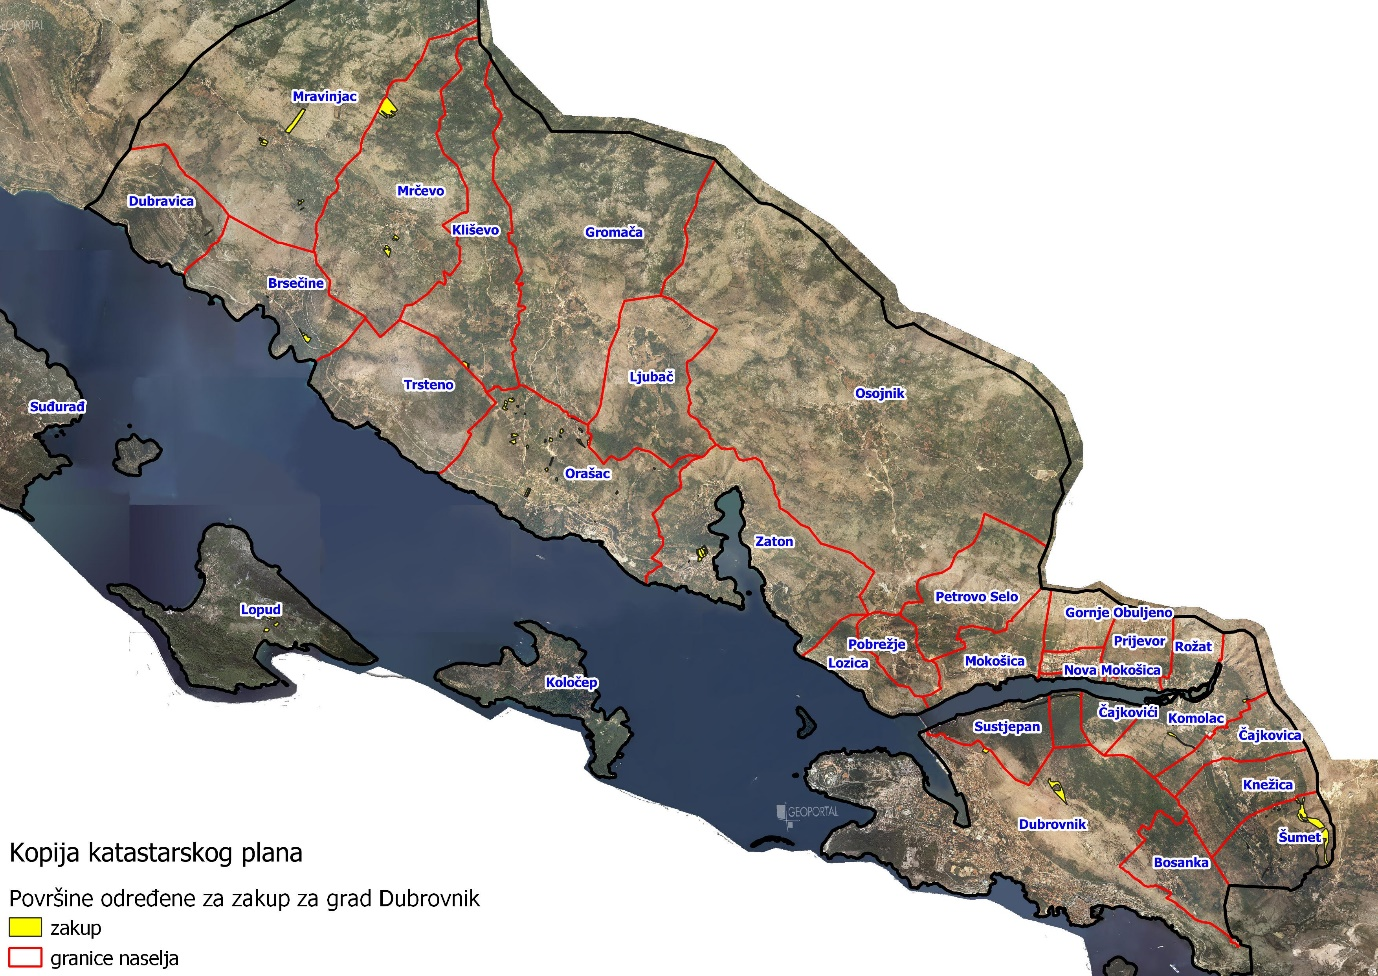 GEOPORTAL
Mravinjac
Dubravica
Mrčevo
Kliševo
Gromača
Brsečine
Trsteno
Ljubač
Osojnik
Suđurađ
Orašac
Zaton
Lopud
Petrovo Selo
Gornje Obuljeno
Pobrežje
Prijevor
Rožat
Lozica
Mokošica
Nova Mokošica
Koločep
Čajkovići
Komolac
Sustjepan
Čajkovica
Knežica
GEOPORTAL
Dubrovnik
Šumet
Bosanka
Kopija katastarskog plana
Površine određene za zakup za grad Dubrovnik
zakup
granice naselja